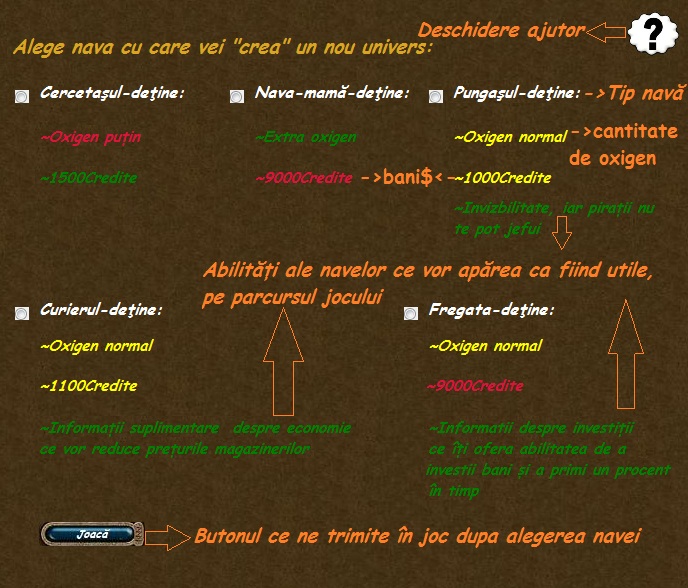 Deschidere ajutor
?
Alege nava cu care vei "crea" un nou univers:
Cercetaşul-deţine:
Nava-mamă-deţine:
Pungaşul-deţine:
->Tip navă
~Oxigen puţin
~Extra oxigen
~Oxigen normal
->cantitate
de oxigen
~1500Credite
~9000Credite
->bani$<-
~1000Credite
~Invizbilitate, iar piraţii nu
te pot jefui
Abilități ale navelor ce vor apărea ca fiind utile,
pe parcursul jocului
Curierul-deţine:
Fregata-deţine:
~Oxigen normal
~Oxigen normal
~1100Credite
~9000Credite
~Informaţii suplimentare despre economie
ce vor reduce preţurile magazinerilor
~Informatii despre investiţii
ce îți ofera abilitatea de a
investii bani şi a primi un procent
în timp
Joacă
Butonul ce ne trimite în joc dupa alegerea navei